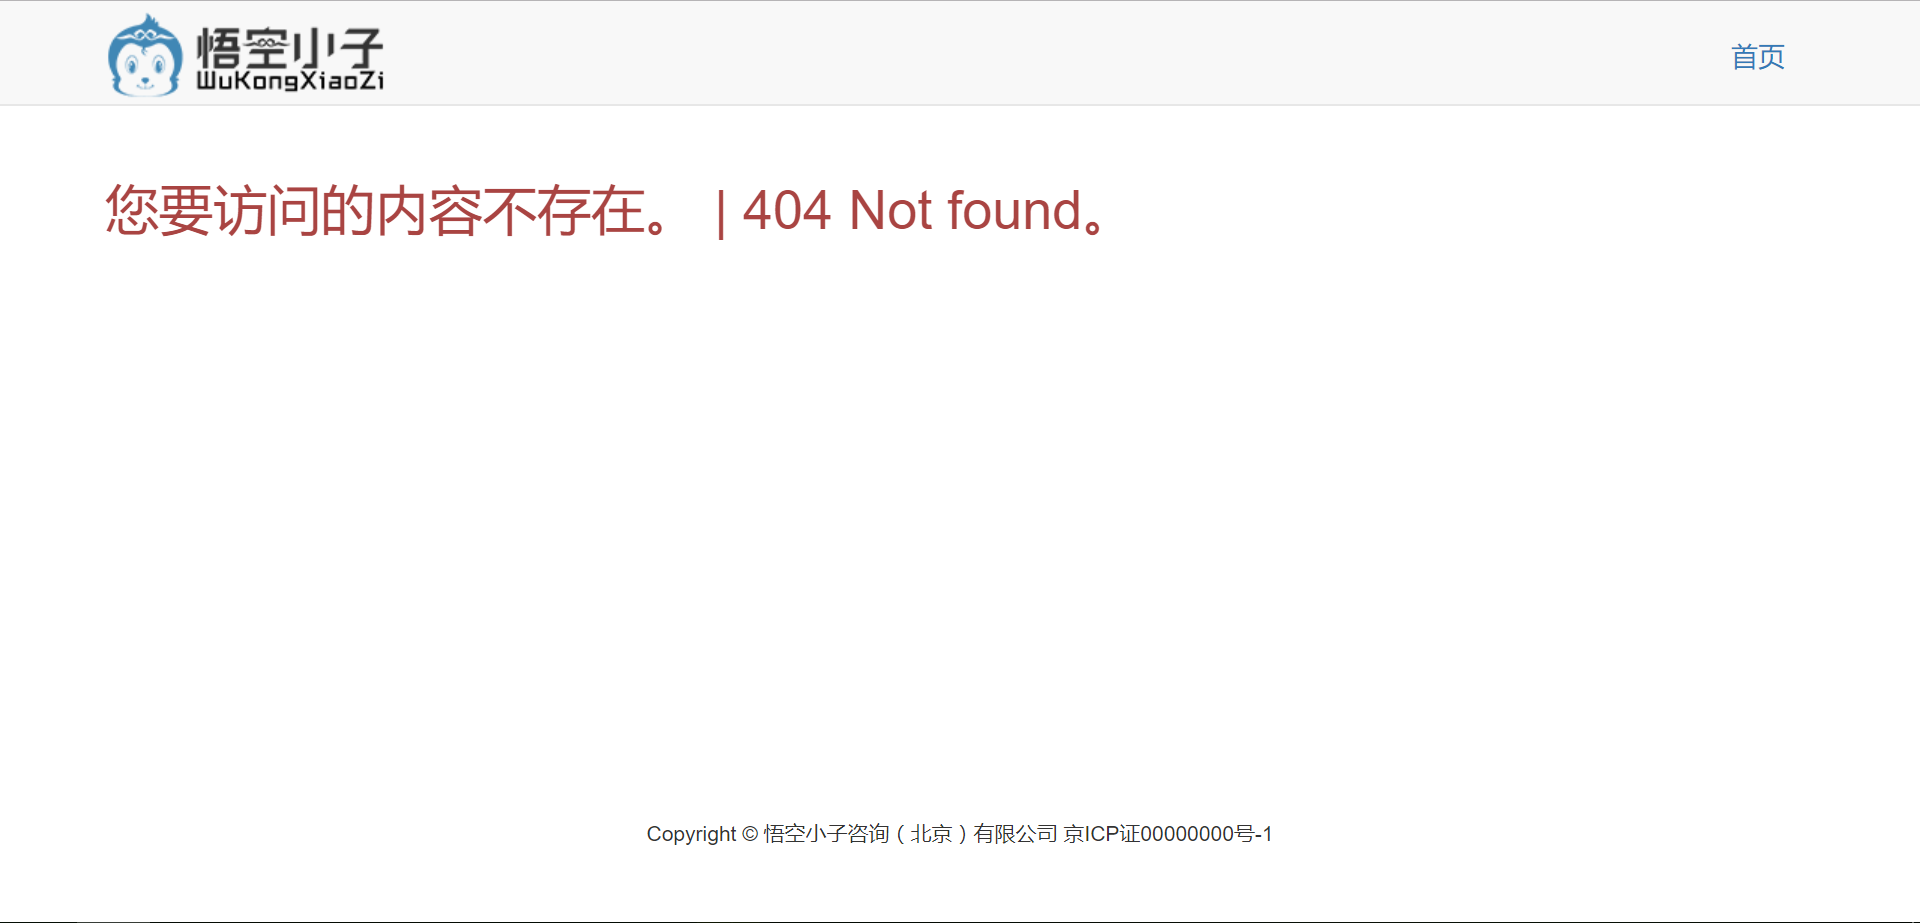 悟空小子
WuKongXiaoZi
首页
您要访问的内容不存在。 | 404 Not found。
Copyright © 悟空小子咨询（北京）有限公司 京ICP证00000000号-1